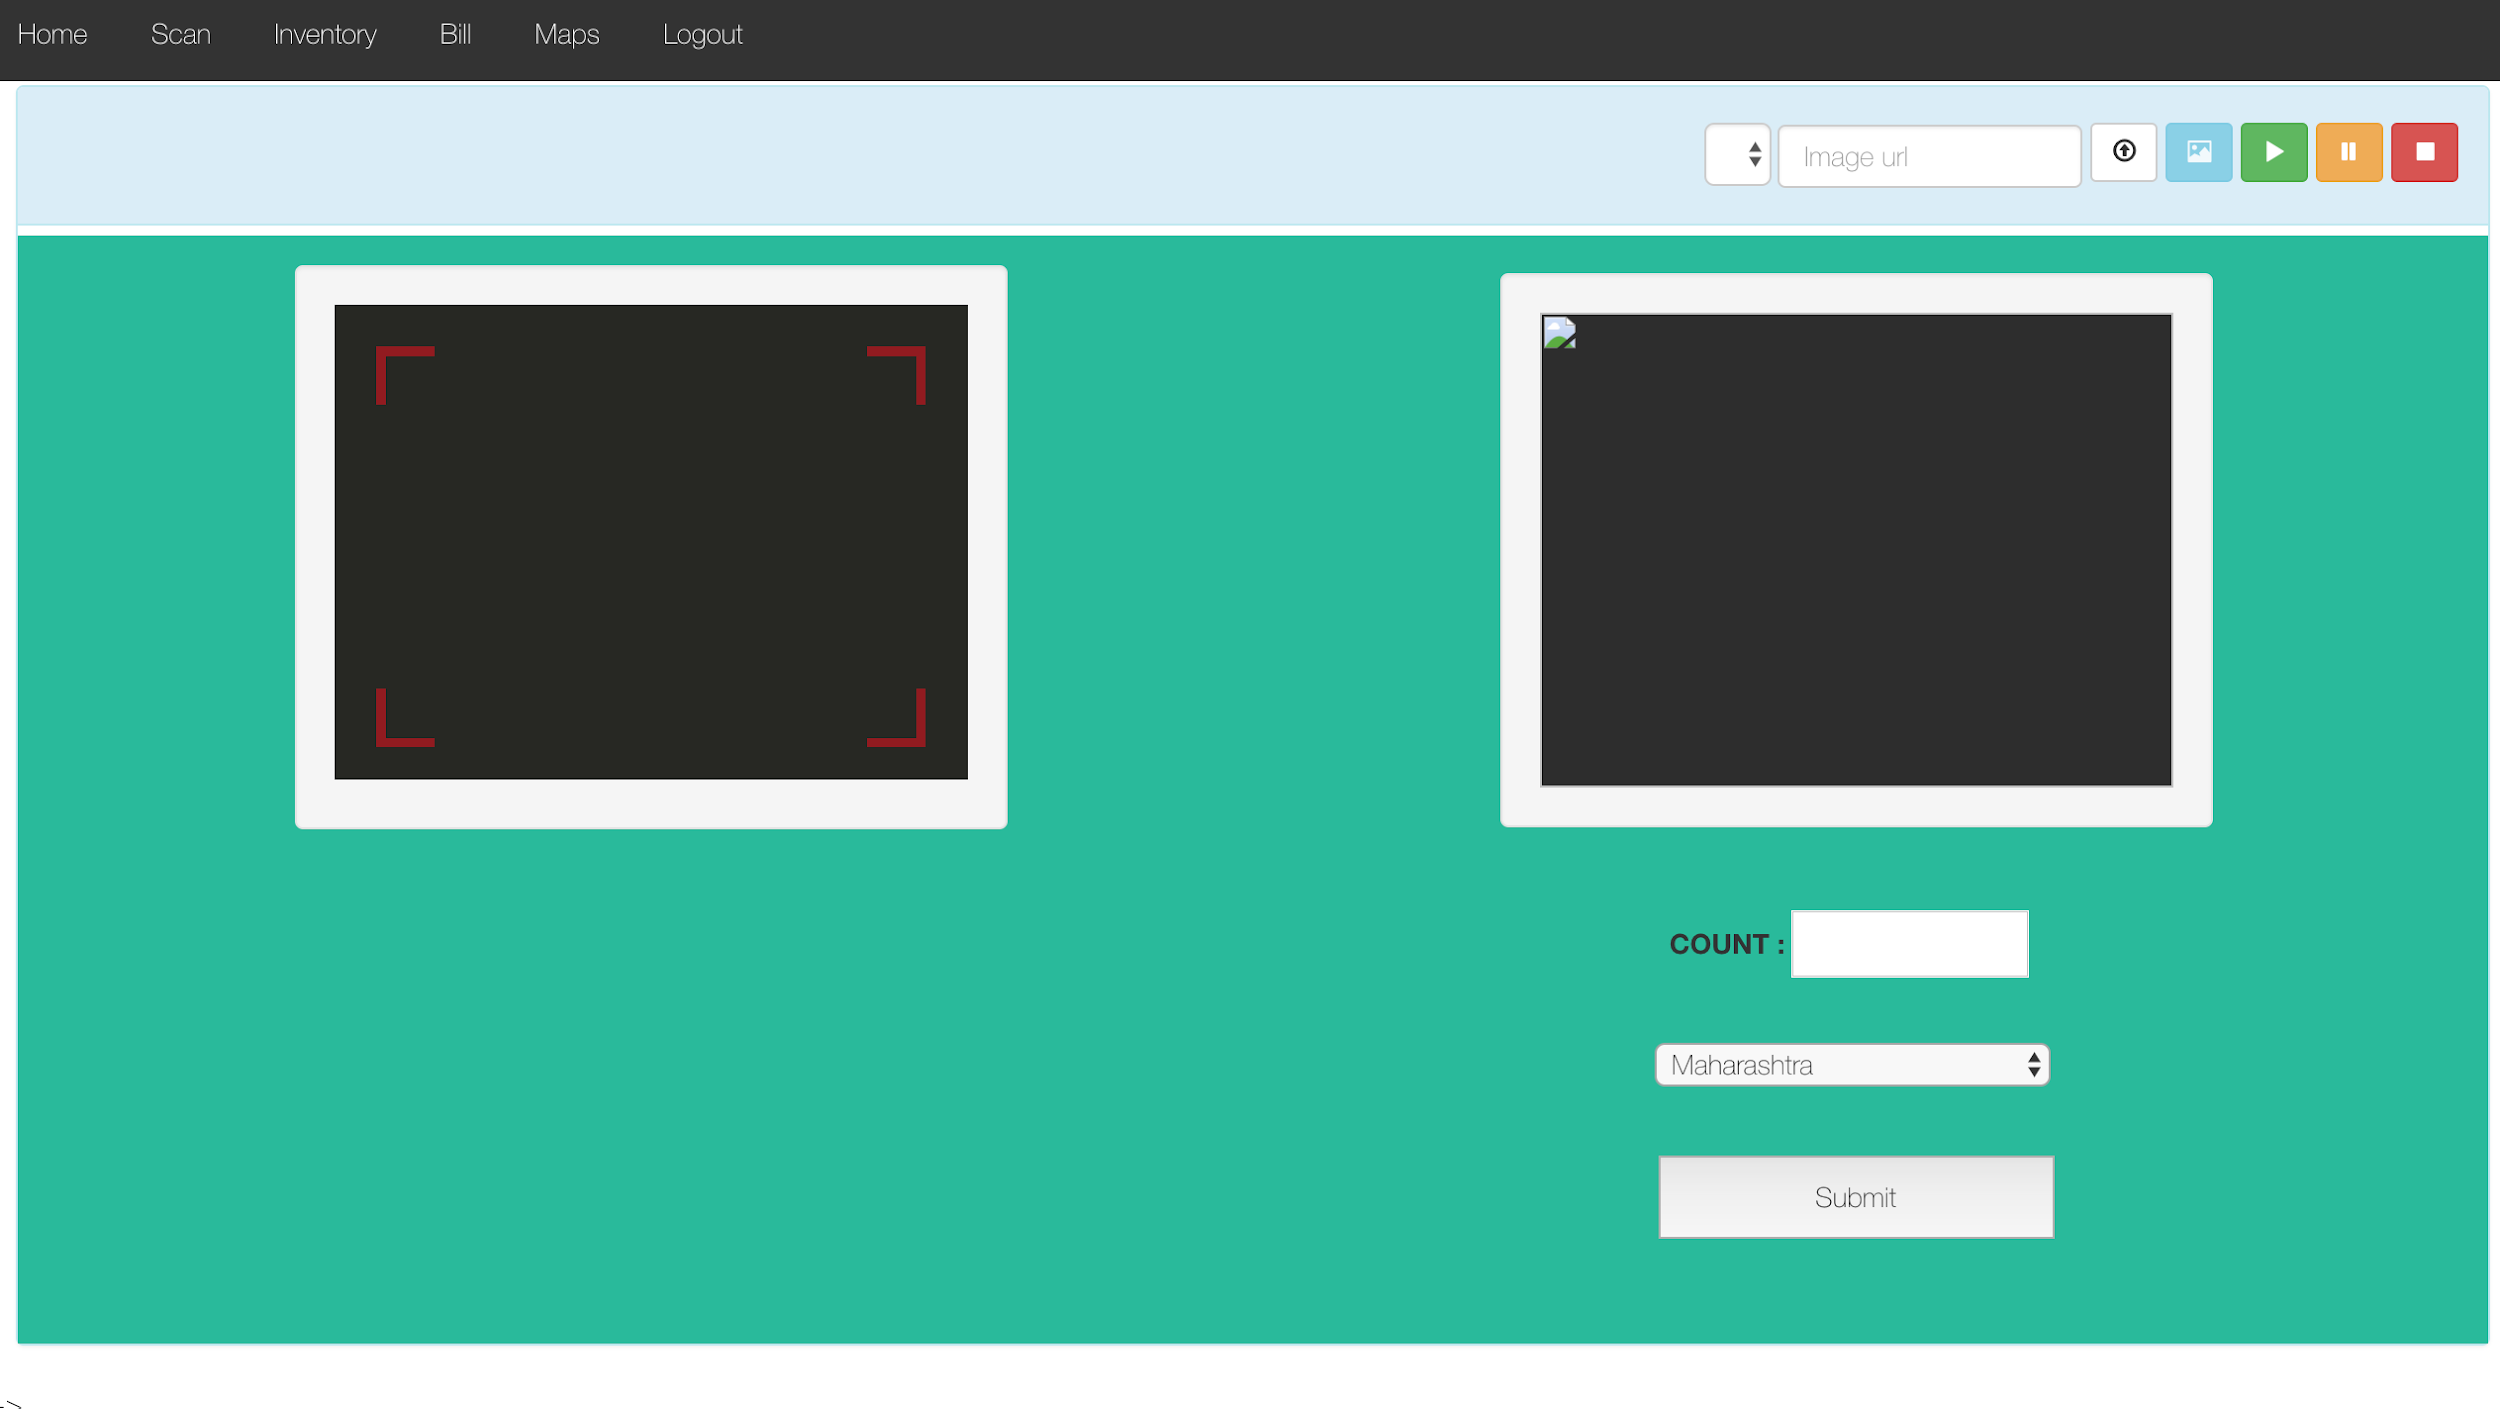 Home Scan Inventory Bill Maps Logout
Image url
COUNT :
Maharashtra
Submit
->